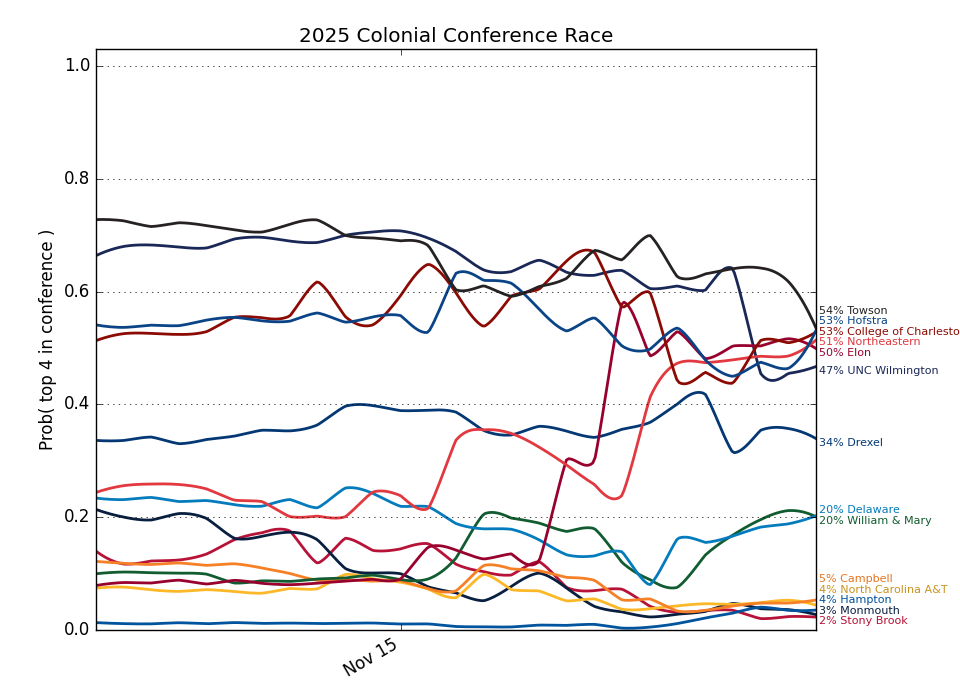 2025 Colonial Conference Race
1.0
0.8
0.6
0.4
0.2
0.0
Prob( top 4 in conference )
Nov 15
54% Towson
53% Hofstra
53% College of Charlesto
51% Northeastern
50% Elon
47% UNC Wilmington
34% Drexel
20% Delaware
20% William & Mary
5% Campbell
4% North Carolina A&T
4% Hampton
3% Monmouth
2% Stony Brook